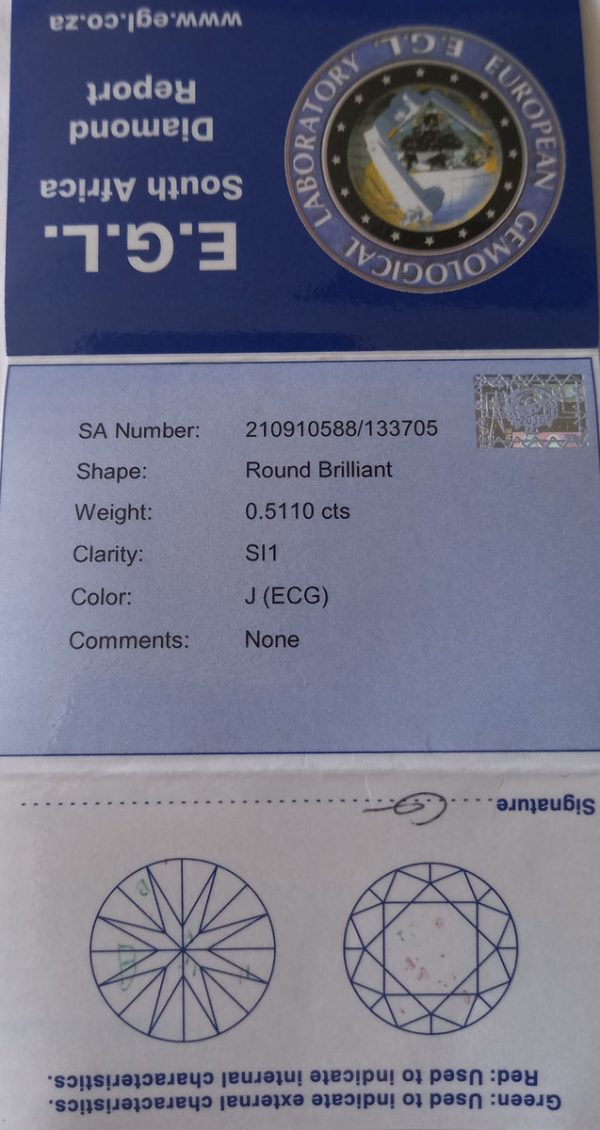 E.G.L.
South Africa
Diamond
Report
www.egl.co.za
EUROPEAN GEMOLOGICAL LABORATORY
E.G.L.
SA Number: 210910588/133705
Shape: Round Brilliant
Weight: 0.5110 cts
Clarity: SI1
Color: J (ECG)
Comments: None
Green: Used to indicate external characteristics.
Red: Used to indicate internal characteristics.
Signature